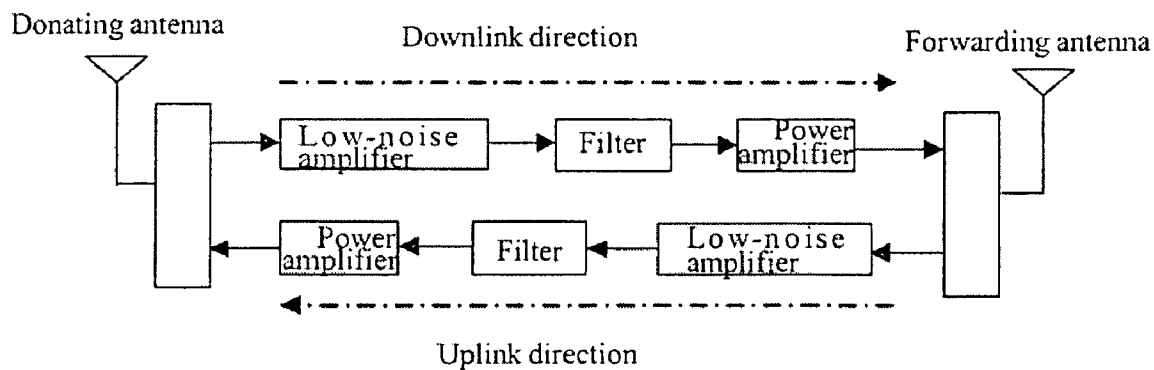 Donating antenna
Downlink direction
Forwarding antenna
Low-noise
amplifier
Filter
Power
amplifier
Power
amplifier
Filter
Low-noise
amplifier
Uplink direction